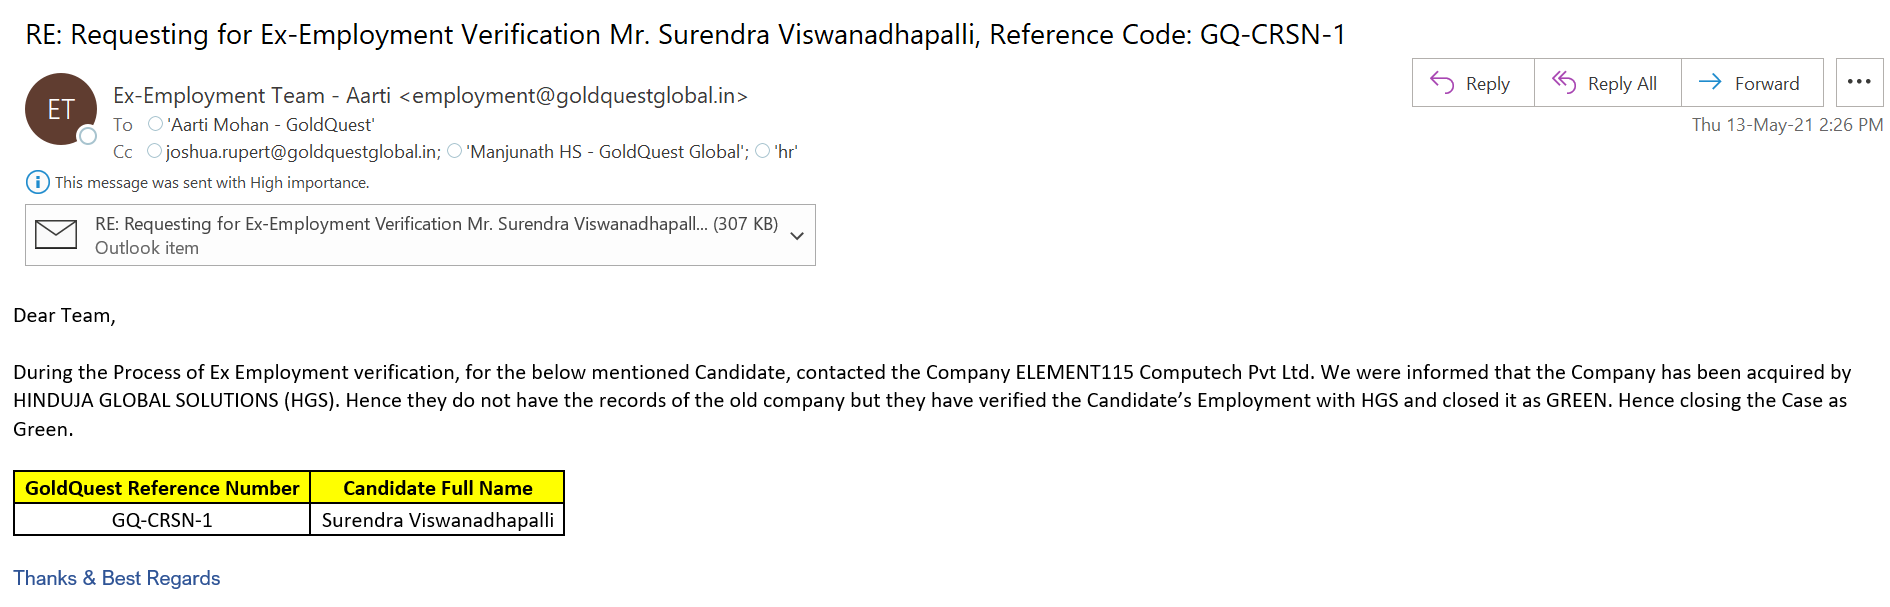 RE: Requesting for Ex-Employment Verification Mr. Surendra Viswanadhapalli, Reference Code: GQ-CRSN-1
ET
Ex-Employment Team - Aarti <employment@goldquestglobal.in>
Reply
Reply All
Forward
...
To 'Aarti Mohan - GoldQuest'
Thu 13-May-21 2:26 PM
Cc joshua.rupert@goldquestglobal.in; 'Manjunath HS - GoldQuest Global'; 'hr'
This message was sent with High importance.
RE: Requesting for Ex-Employment Verification Mr. Surendra Viswanadhapall... (307 KB)
Outlook item
Dear Team,
During the Process of Ex Employment verification, for the below mentioned Candidate, contacted the Company ELEMENT115 Computech Pvt Ltd. We were informed that the Company has been acquired by
HINDUJA GLOBAL SOLUTIONS (HGS). Hence they do not have the records of the old company but they have verified the Candidate’s Employment with HGS and closed it as GREEN. Hence closing the Case as
Green.
GoldQuest Reference Number Candidate Full Name
GQ-CRSN-1 Surendra Viswanadhapalli
Thanks & Best Regards